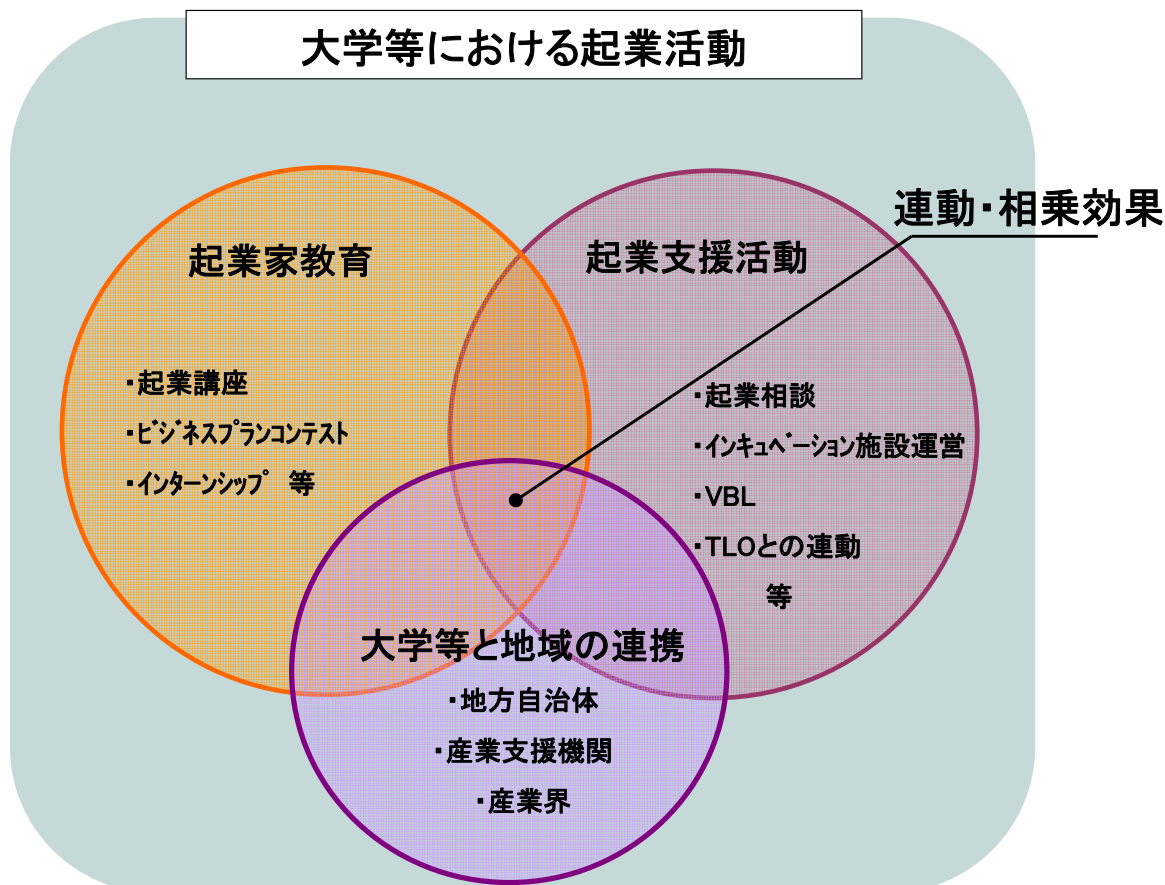 大学等における起業活動
連動・相乗効果
起業家教育
・起業講座
・ビジネスプランコンテスト
・インターンシップ 等
起業支援活動
・起業相談
・インキュベーション施設運営
・VBL
・TLOとの連動
等
大学等と地域の連携
・地方自治体
・産業支援機関
・産業界